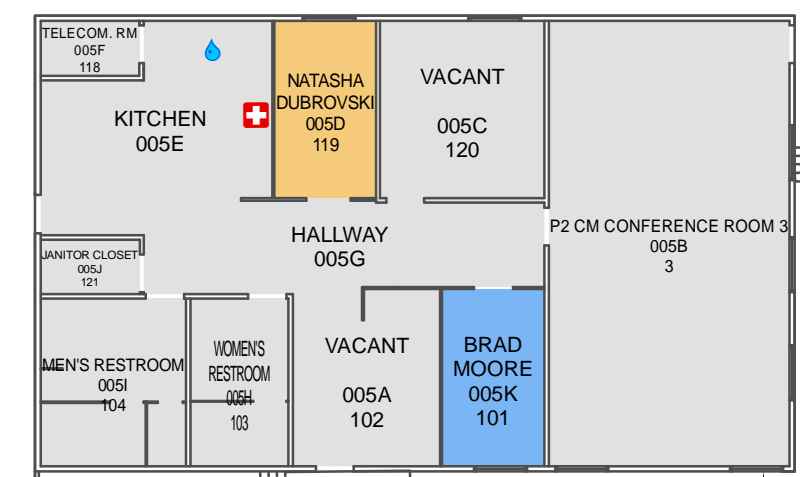 TELECOM. RM
005F
118
KITCHEN
005E
NATASHA
DUBROVSKI
005D
119
VACANT
005C
120
P2 CM CONFERENCE ROOM 3
005B
3
HALLWAY
005G
JANITOR CLOSET
005J
121
MEN'S RESTROOM
005I
104
WOMEN'S
RESTROOM
005H
103
VACANT
005A
102
BRAD
MOORE
005K
101